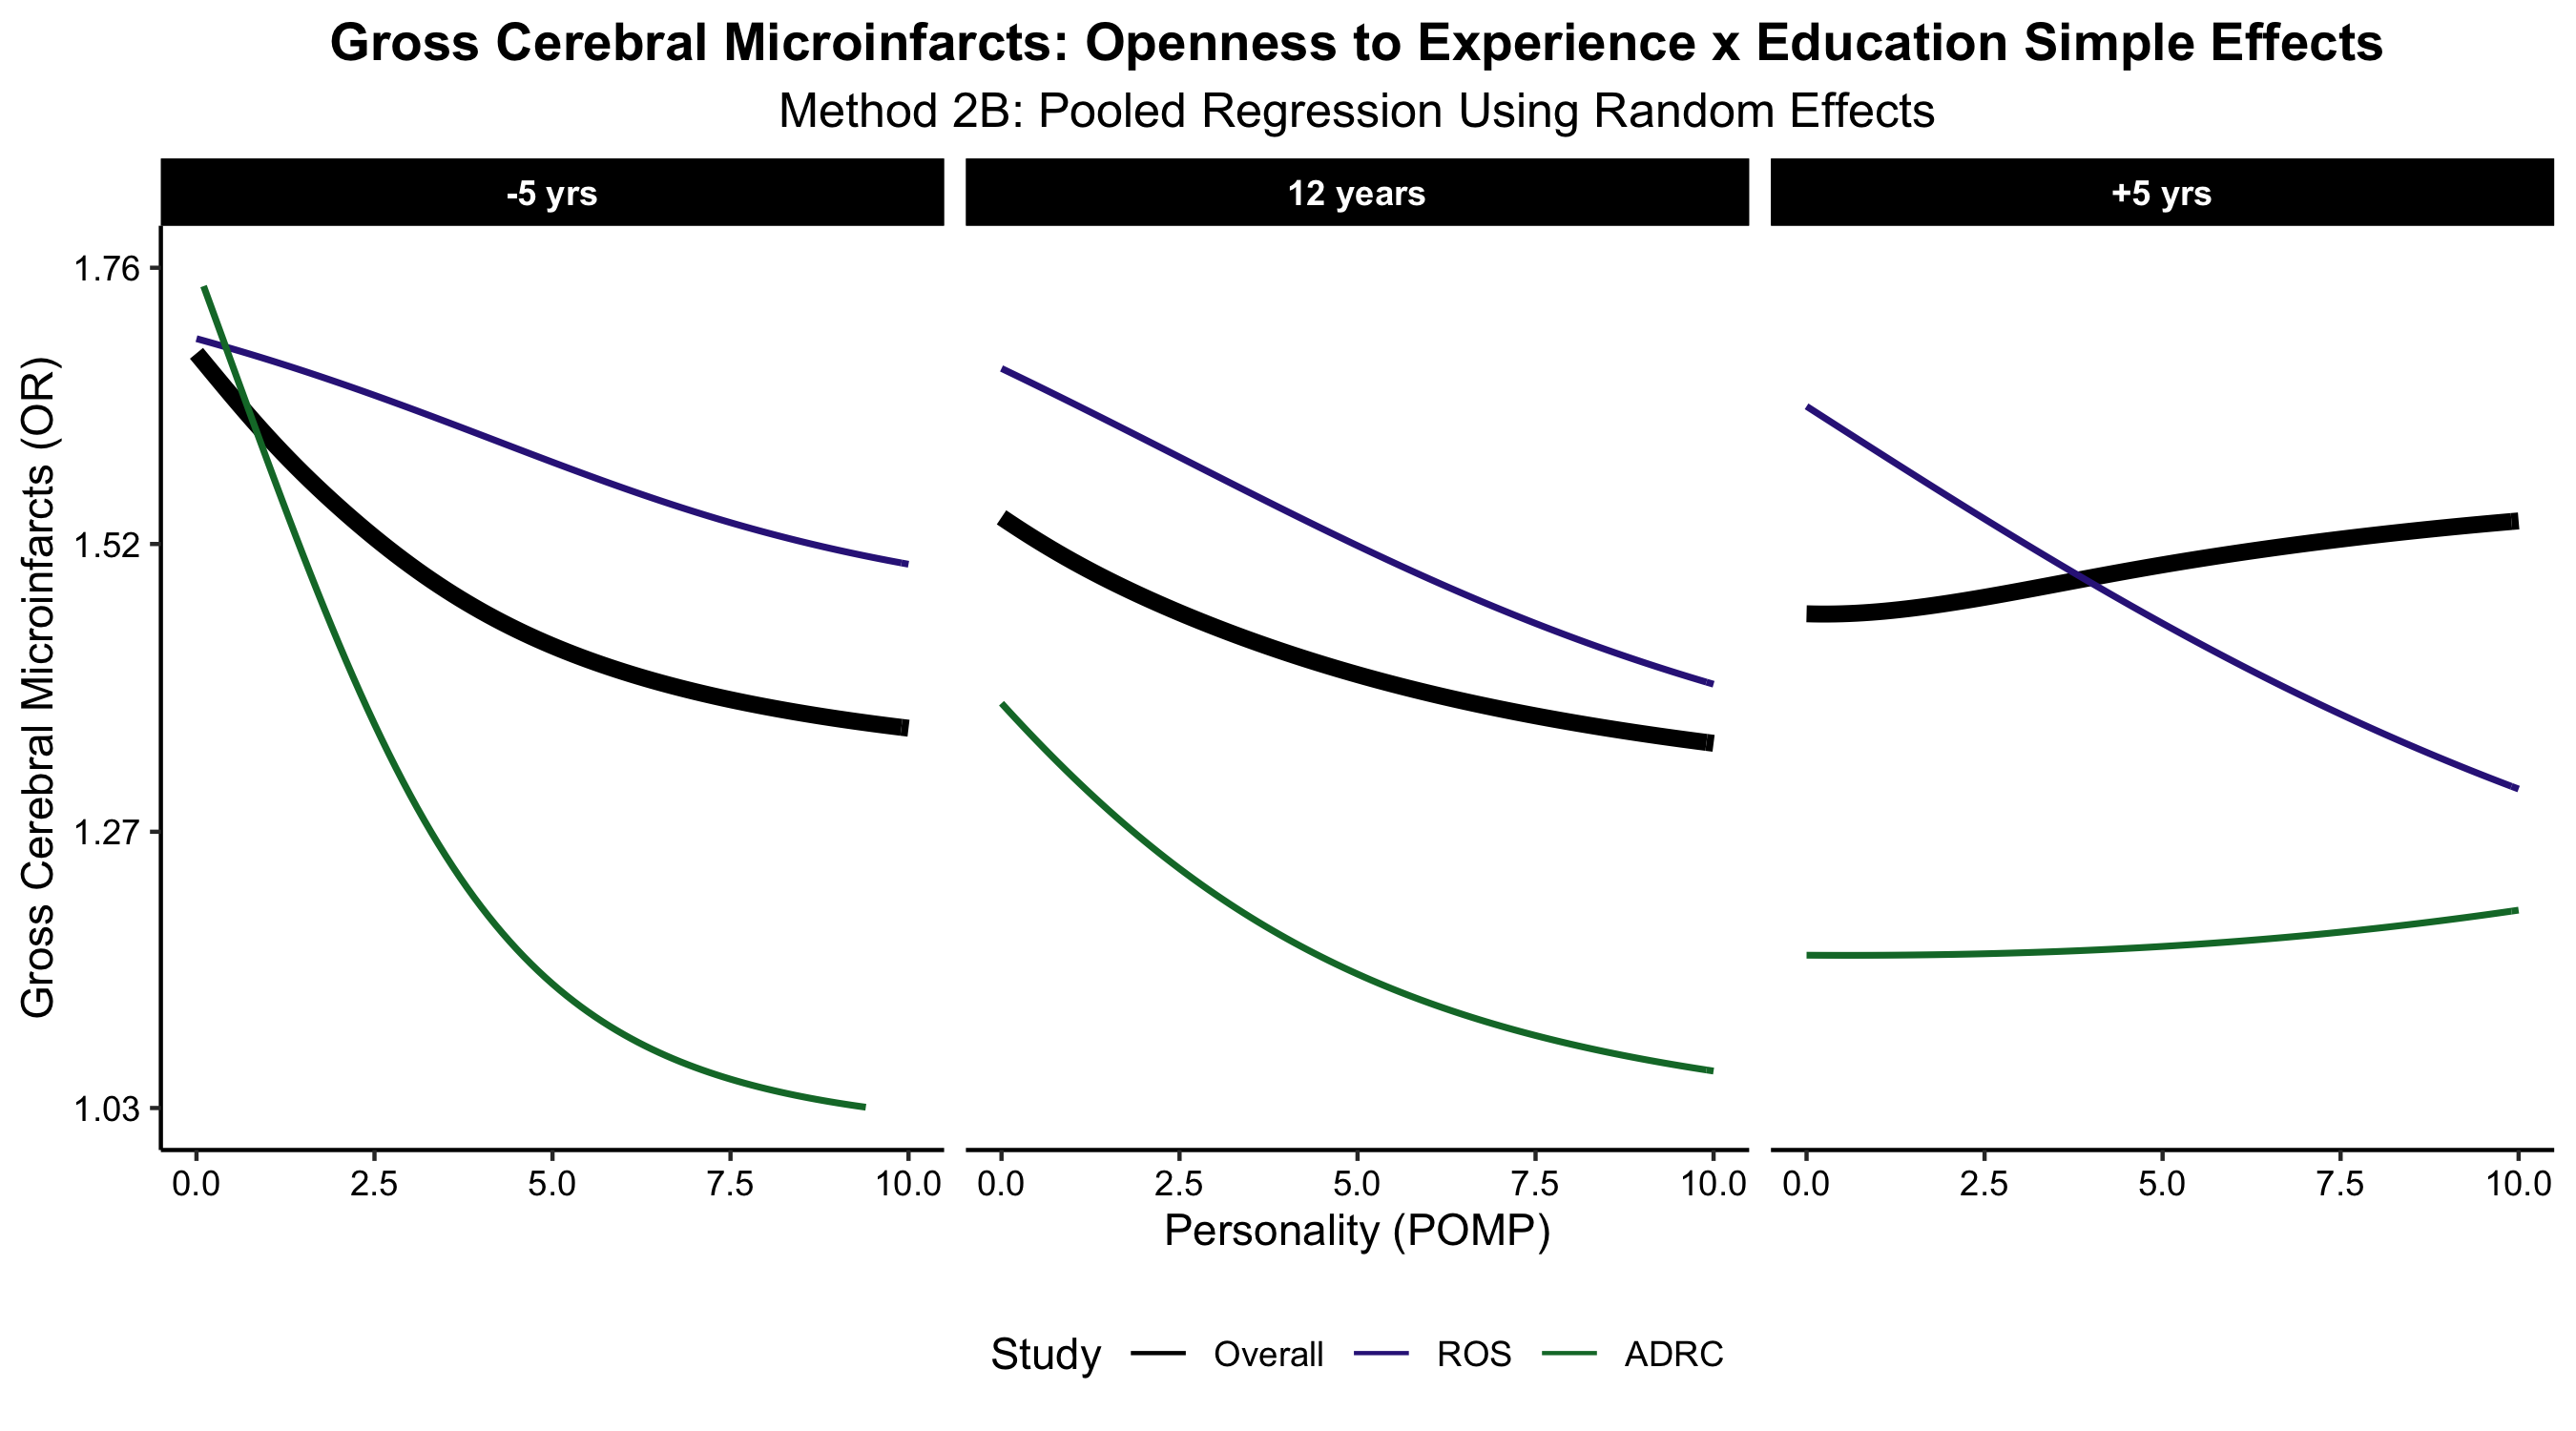 Gross Cerebral Microinfarcts: Openness to Experience x Education Simple Effects
Method 2B: Pooled Regression Using Random Effects
-5 yrs
12 years
+5 yrs
Gross Cerebral Microinfarcts (OR)
1.76
1.52
1.27
1.03
0.0 2.5 5.0 7.5 10.0
0.0 2.5 5.0 7.5 10.0
0.0 2.5 5.0 7.5 10.0
Personality (POMP)
Study Overall ROS ADRC